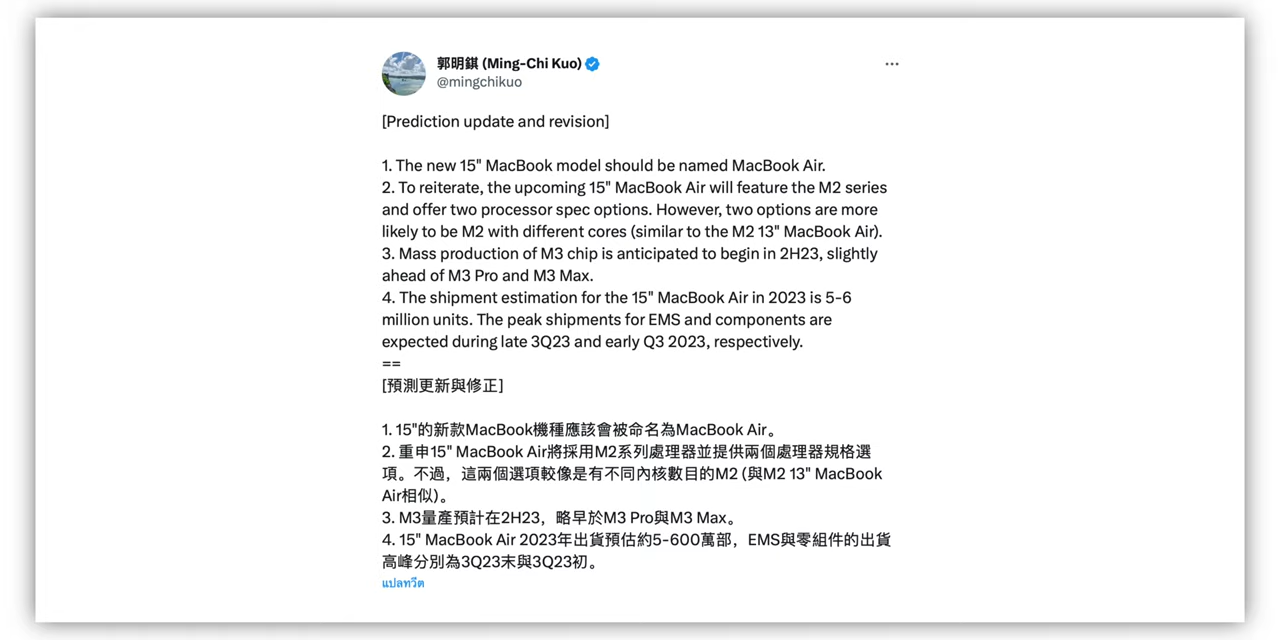 郭明錤 (Ming-Chi Kuo)
@mingchikuo
[Prediction update and revision]
1. The new 15" MacBook model should be named MacBook Air.
2. To reiterate, the upcoming 15" MacBook Air will feature the M2 series
and offer two processor spec options. However, two options are more
likely to be M2 with different cores (similar to the M2 13" MacBook Air).
3. Mass production of M3 chip is anticipated to begin in 2H23, slightly
ahead of M3 Pro and M3 Max.
4. The shipment estimation for the 15" MacBook Air in 2023 is 5-6
million units. The peak shipments for EMS and components are
expected during late 3Q23 and early Q3 2023, respectively.
==
[預測更新與修正]
1. 15"的新款MacBook機種應該會被命名為MacBook Air。
2. 重申15" MacBook Air將採用M2系列處理器並提供兩個處理器規格選
項。不過，這兩個選項較像是有不同內核數目的M2 (與M2 13" MacBook
Air相似)。
3. M3量產預計在2H23，略早於M3 Pro與M3 Max。
4. 15" MacBook Air 2023年出貨預估約5-600萬部，EMS與零組件的出貨
高峰分別為3Q23末與3Q23初。
แปลทวีต